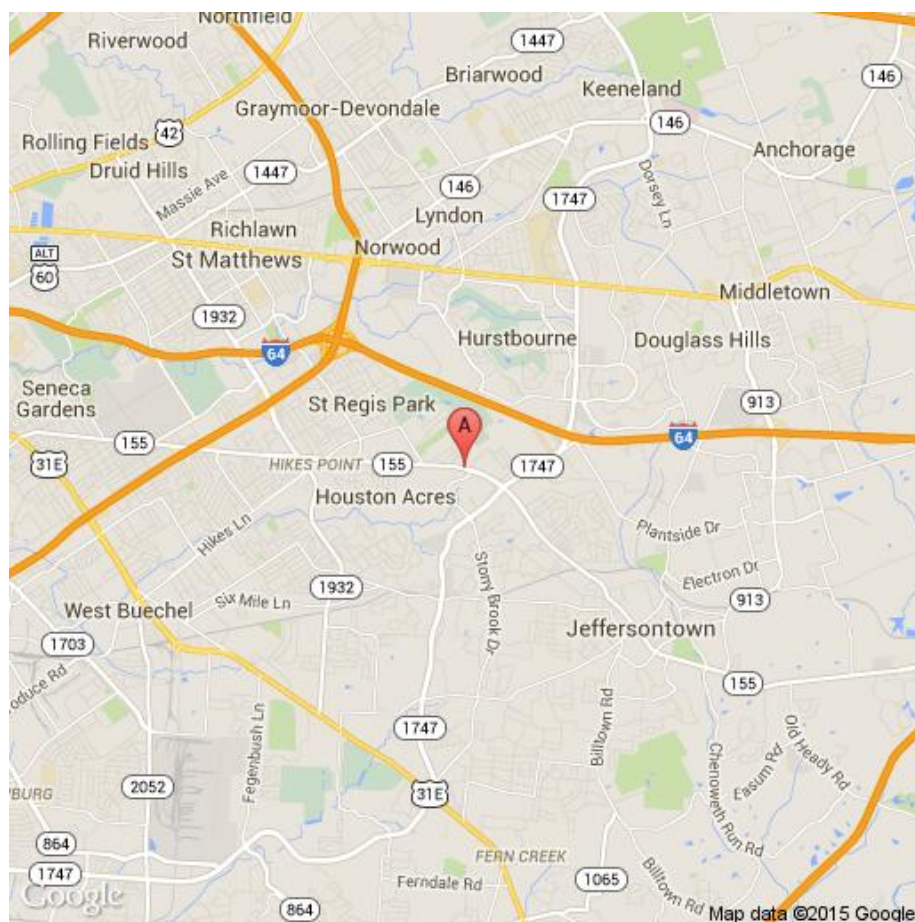 Northfield
Riverwood
1447
Briarwood
Keeneland
146
Graymoor-Devondale
42
146
Rolling Fields
Druid Hills
Anchorage
1447
Massie Ave
146
1747
Dorsey Ln
Lyndon
Richlawn
Norwood
ALT
60
St Matthews
Middletown
1932
Hurstbourne
Douglass Hills
64
Seneca
Gardens
St Regis Park
913
A
155
64
31E
HIKES POINT
155
1747
Houston Acres
Hikes Ln
Plantside Dr
Stony Brook Dr
Electron Dr
1932
Six Mile Ln
913
West Buechel
Jeffersontown
1703
oduce Rd
155
Fegenbush Ln
1747
Billtown Rd
Old Heady Rd
Easum Rd
Chenoweth Run Rd
2052
31E
BURG
864
FERN CREEK
1747
Ferndale Rd
1065
Billtown Rd
864
Google
Map data ©2015 Google